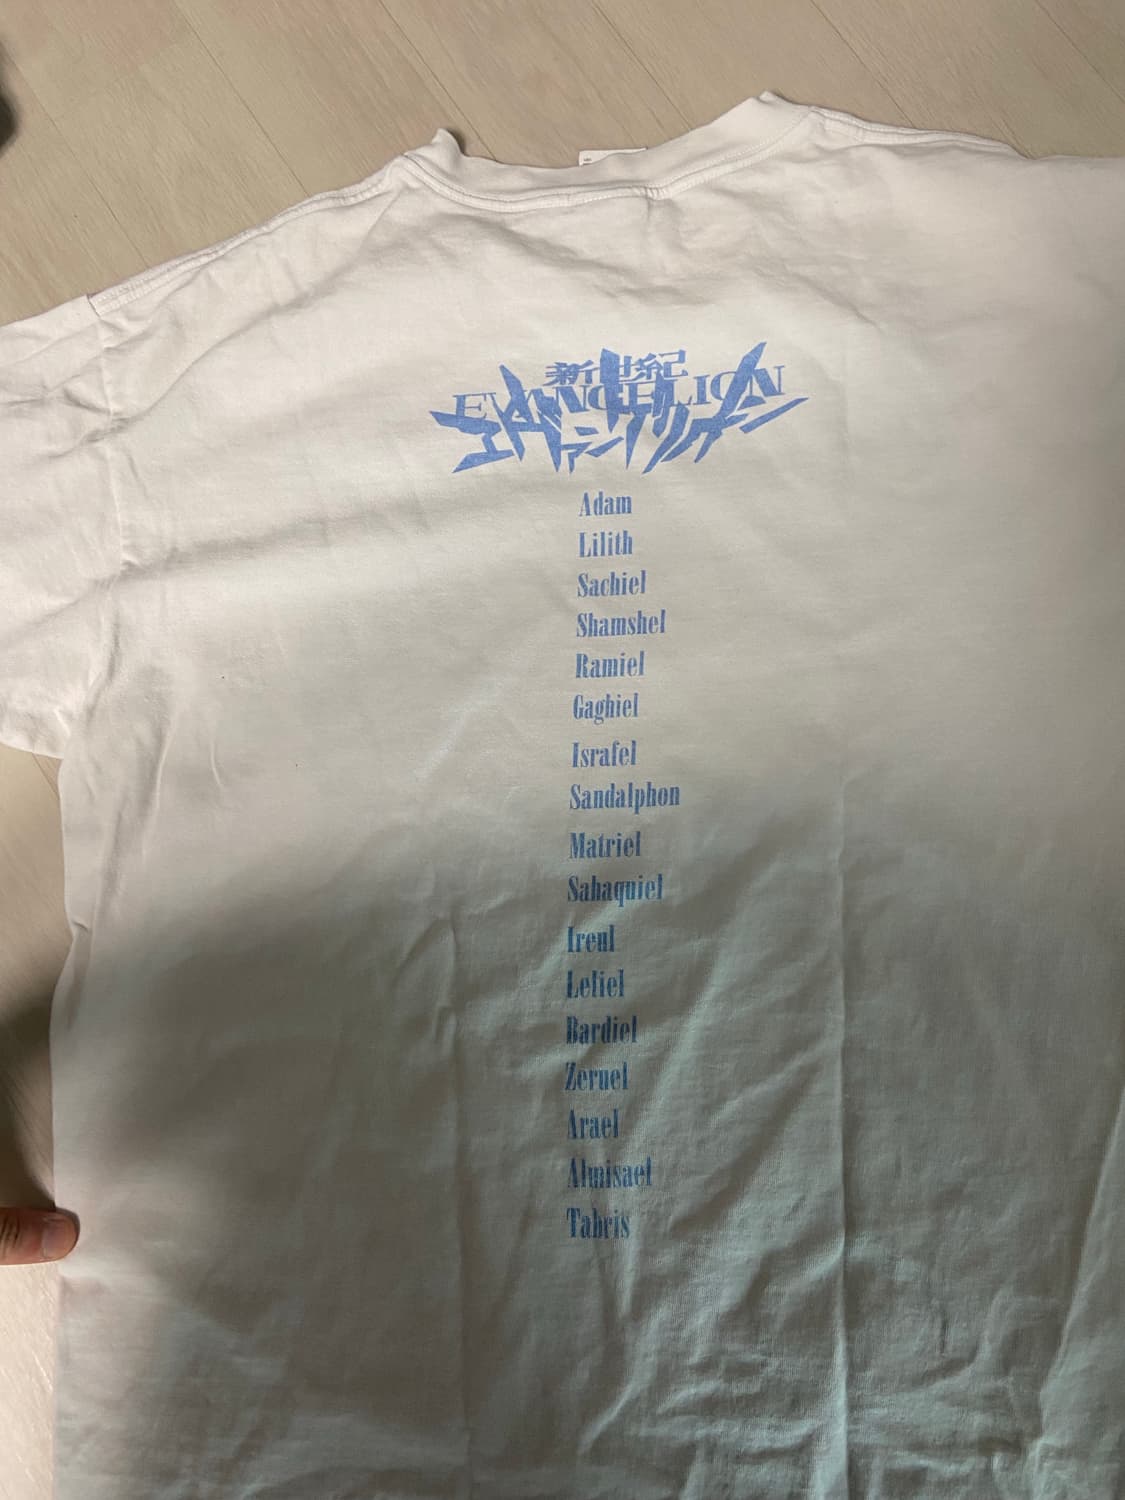 新世紀
EVANGELION
エヴァンゲリオン
Adam
Lilith
Sachiel
Shamshel
Ramiel
Gaghiel
Israfel
Sandalphon
Matriel
Sahaquiel
Ireul
Leliel
Bardiel
Zeruel
Arael
Almisael
Tabris